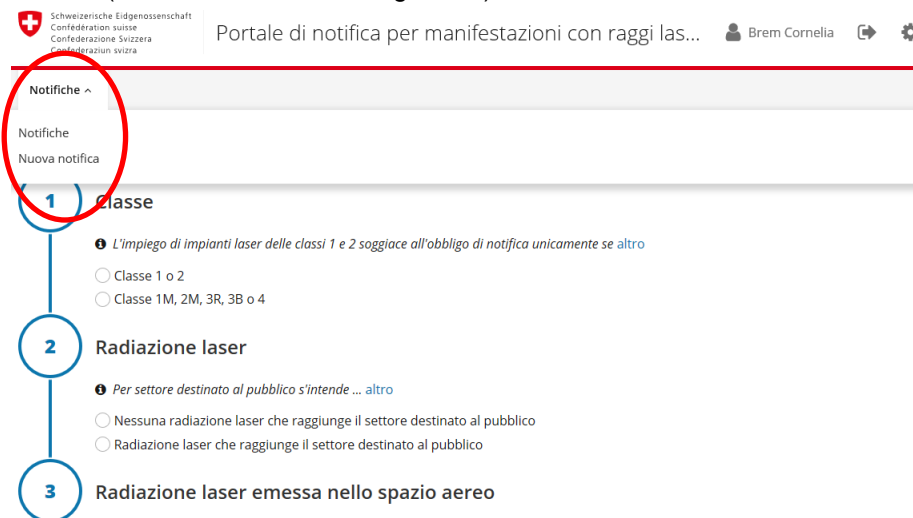 Schweizerische Eidgenossenschaft
Confédération suisse
Confederazione Svizzera
Confederaziun svizra
Portale di notifica per manifestazioni con raggi las...
Brem Cornelia
Notifiche
Notifiche
Nuova notifica
1 Classe
L'impiego di impianti laser delle classi 1 e 2 soggiace all'obbligo di notifica unicamente se altro
Classe 1 o 2
Classe 1M, 2M, 3R, 3B o 4
2 Radiazione laser
Per settore destinato al pubblico s'intende ... altro
Nessuna radiazione laser che raggiunge il settore destinato al pubblico
Radiazione laser che raggiunge il settore destinato al pubblico
3 Radiazione laser emessa nello spazio aereo